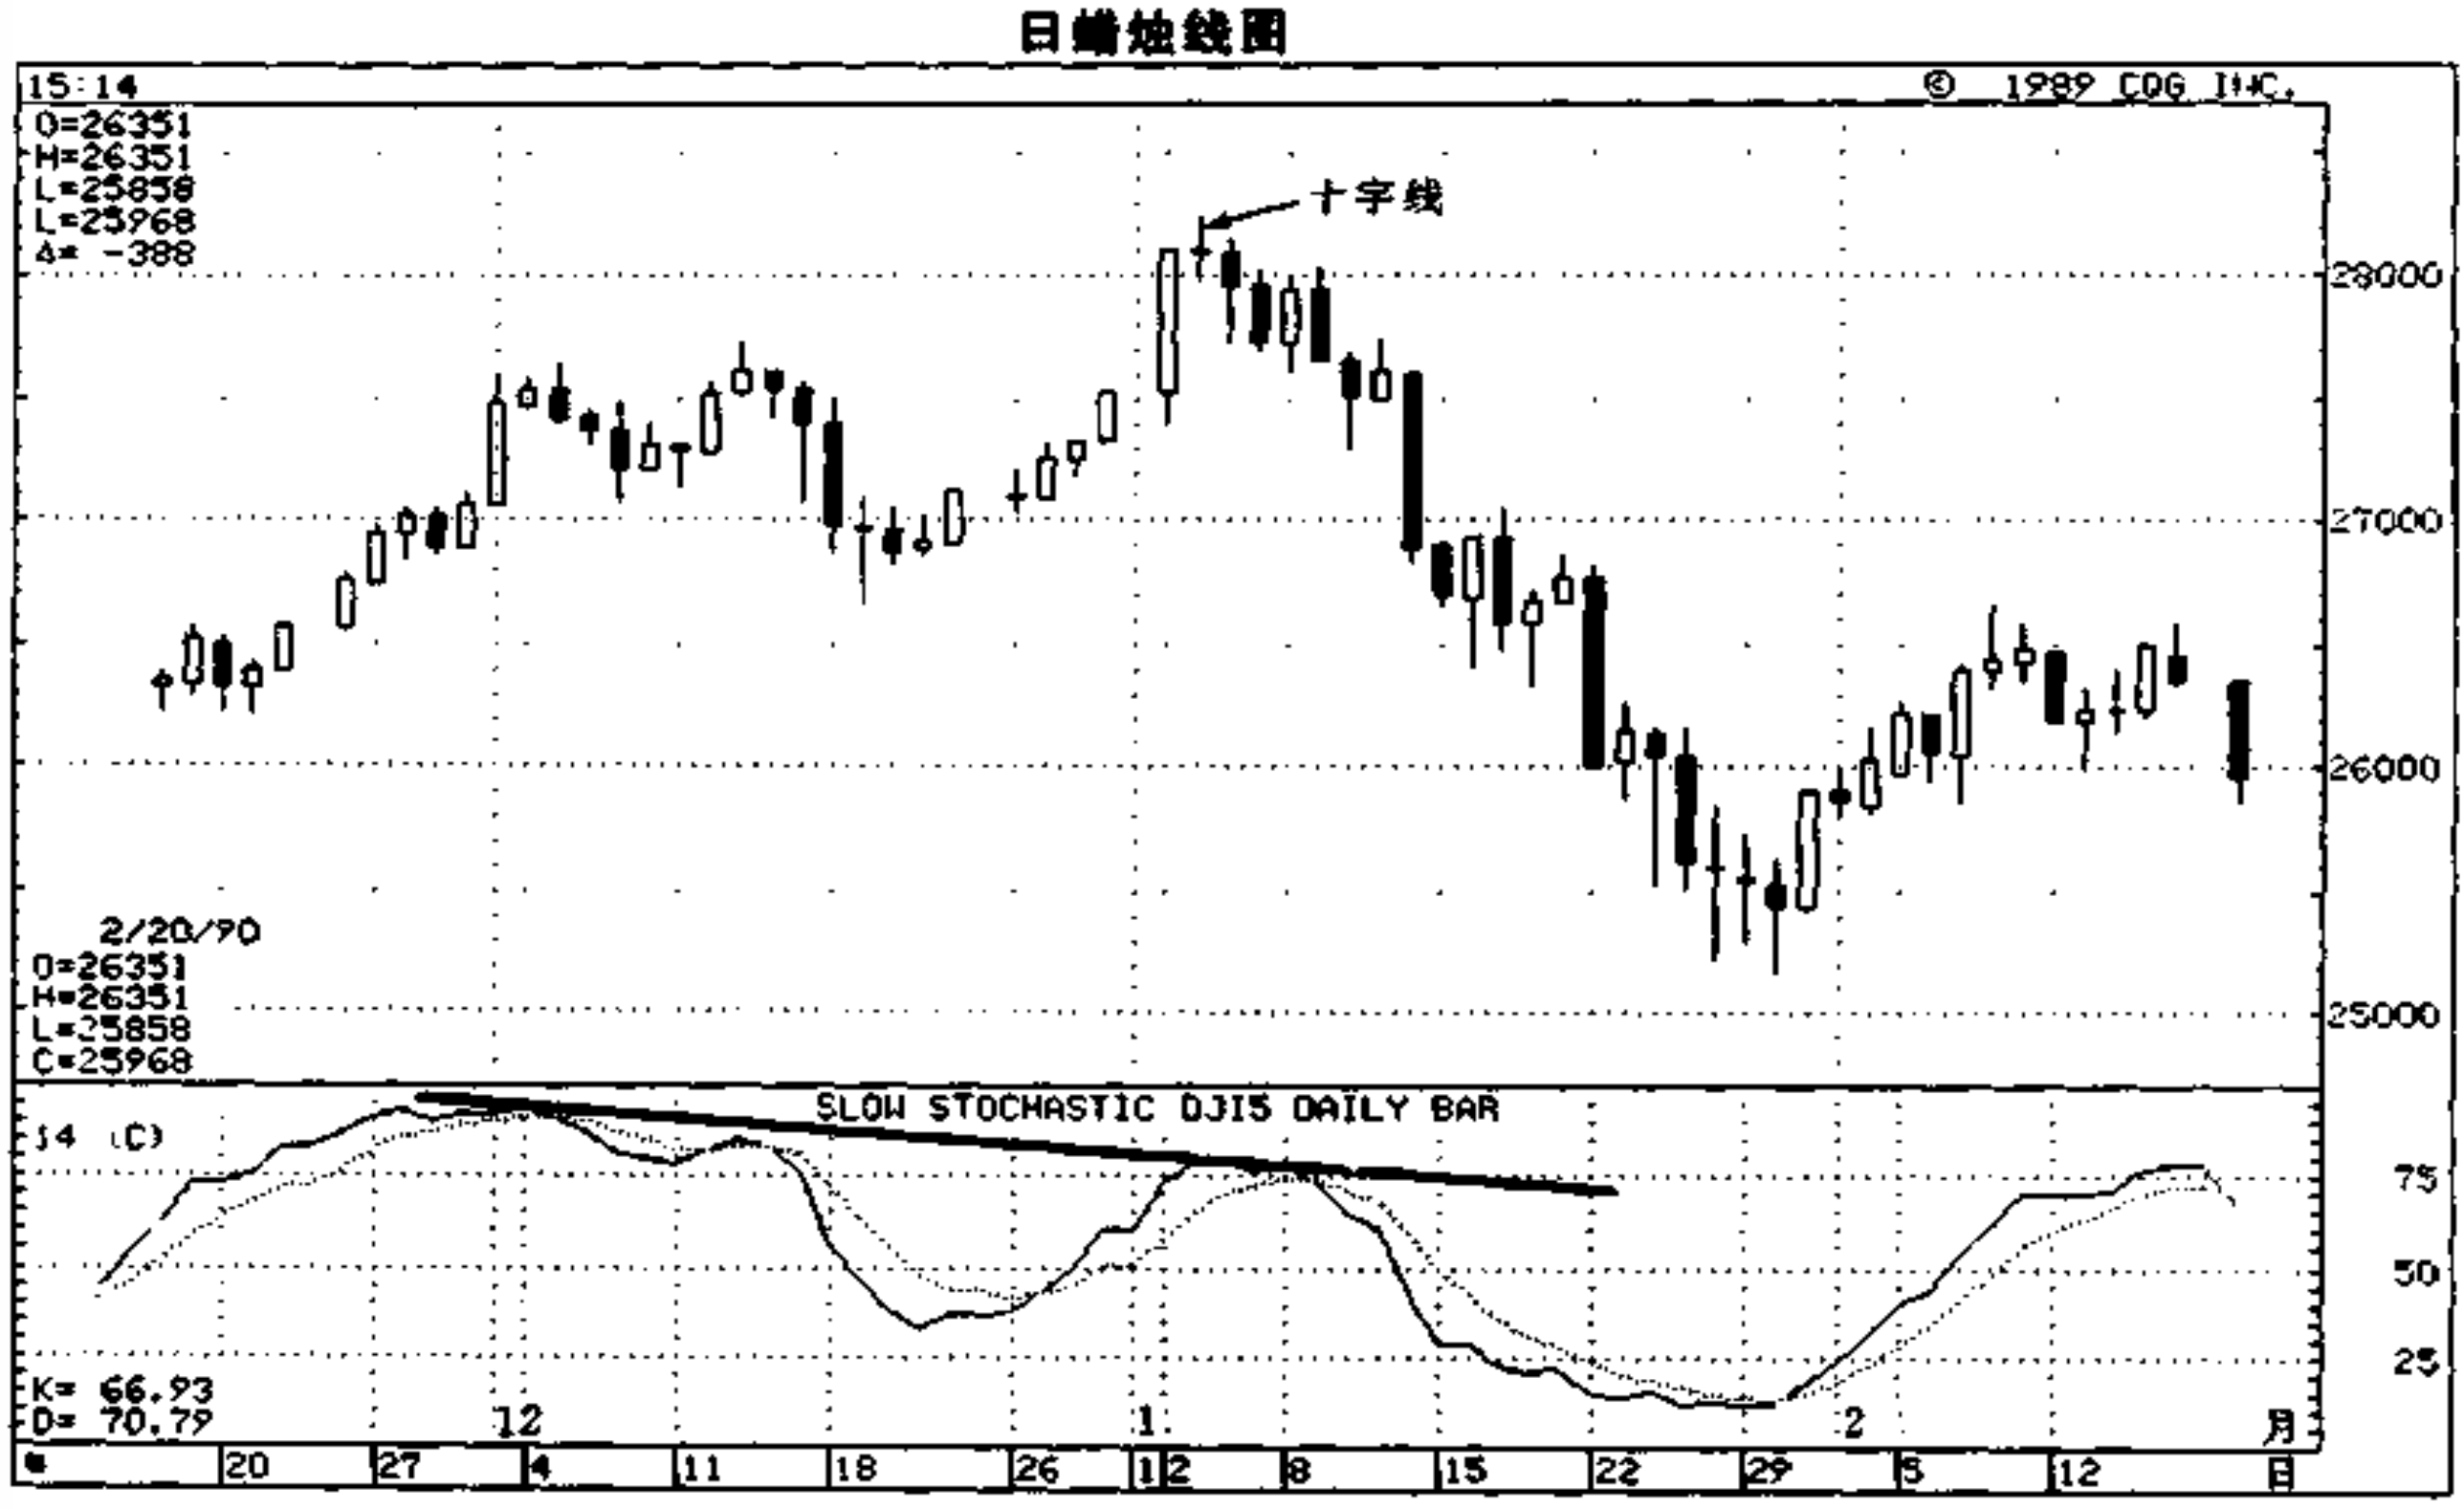 日蜡烛线图
15:14
© 1989 CQG INC.
O=26351
H=26351
L=25858
L=25968
Δ= -388
十字线
28000
27000
26000
25000
2/20/90
O=26351
H=26351
L=25858
C=25968
SLOW STOCHASTIC DJIS DAILY BAR
14 (C)
75
50
25
K= 66.93
D= 70.79
12 1 2 月
20 27 4 11 18 26 1 2 8 15 22 29 5 12 日